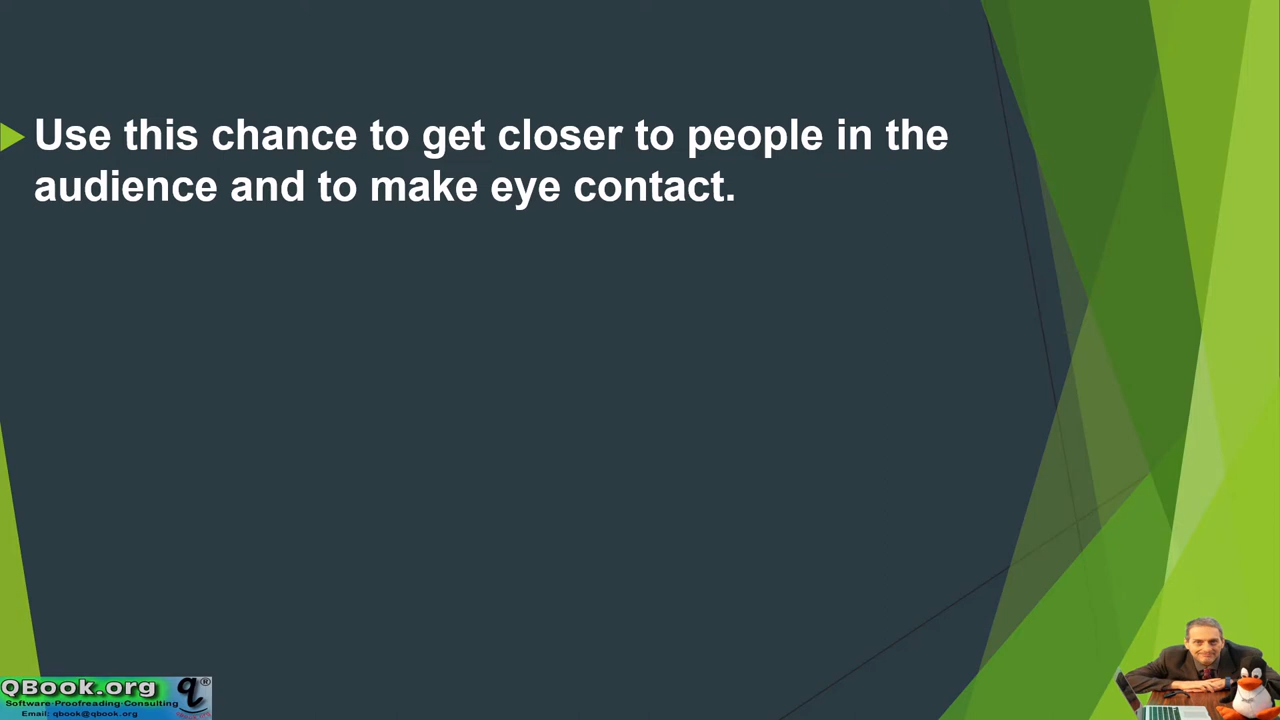 Use this chance to get closer to people in the
audience and to make eye contact.
QBook.org q®
Software·Proofreading·Consulting
Email: qbook@qbook.org